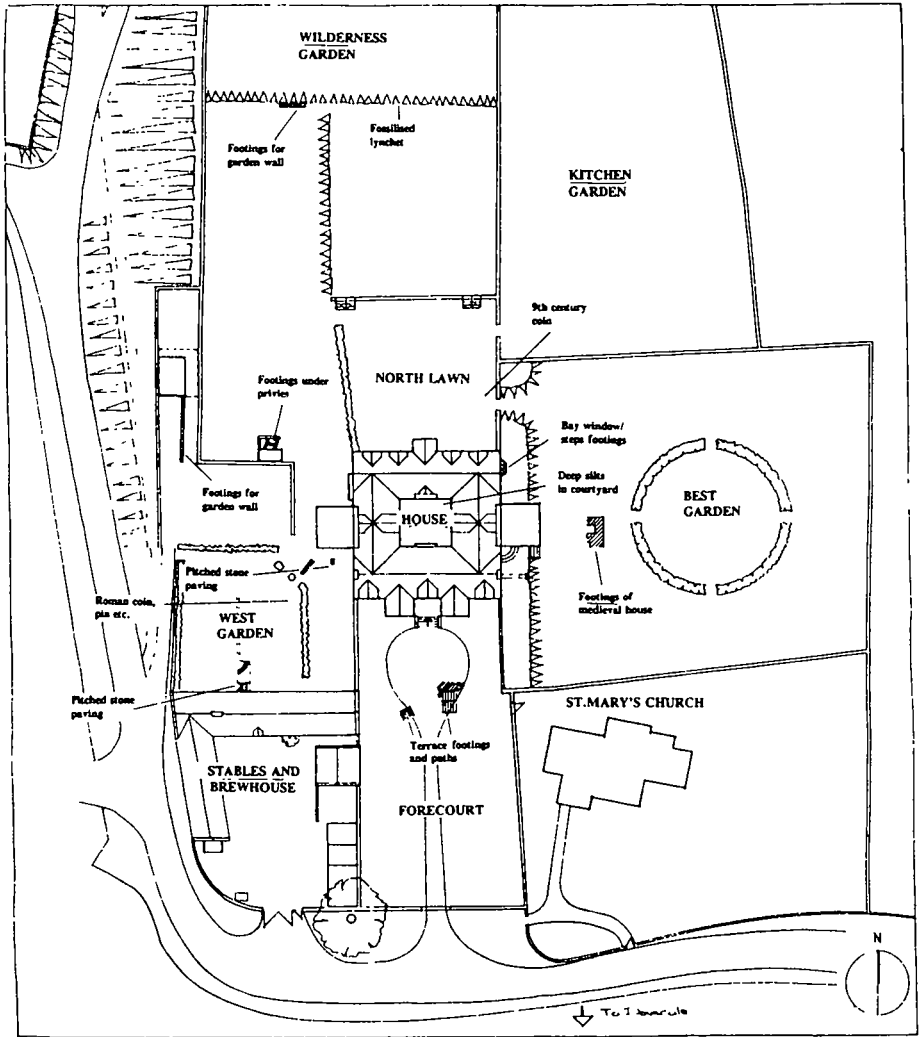 WILDERNESS
GARDEN
Footings for
garden wall
Fossilised
lynchet
KITCHEN
GARDEN
9th century
coin
NORTH LAWN
Footings under
privies
Bay window/
steps footings
Deep silts
in courtyard
Footings for
garden wall
HOUSE
BEST
GARDEN
Pitched stone
paving
Footings of
medieval house
Roman coin,
pin etc.
WEST
GARDEN
Pitched stone
paving
ST.MARY'S CHURCH
Terrace footings
and paths
STABLES AND
BREWHOUSE
FORECOURT
N
To